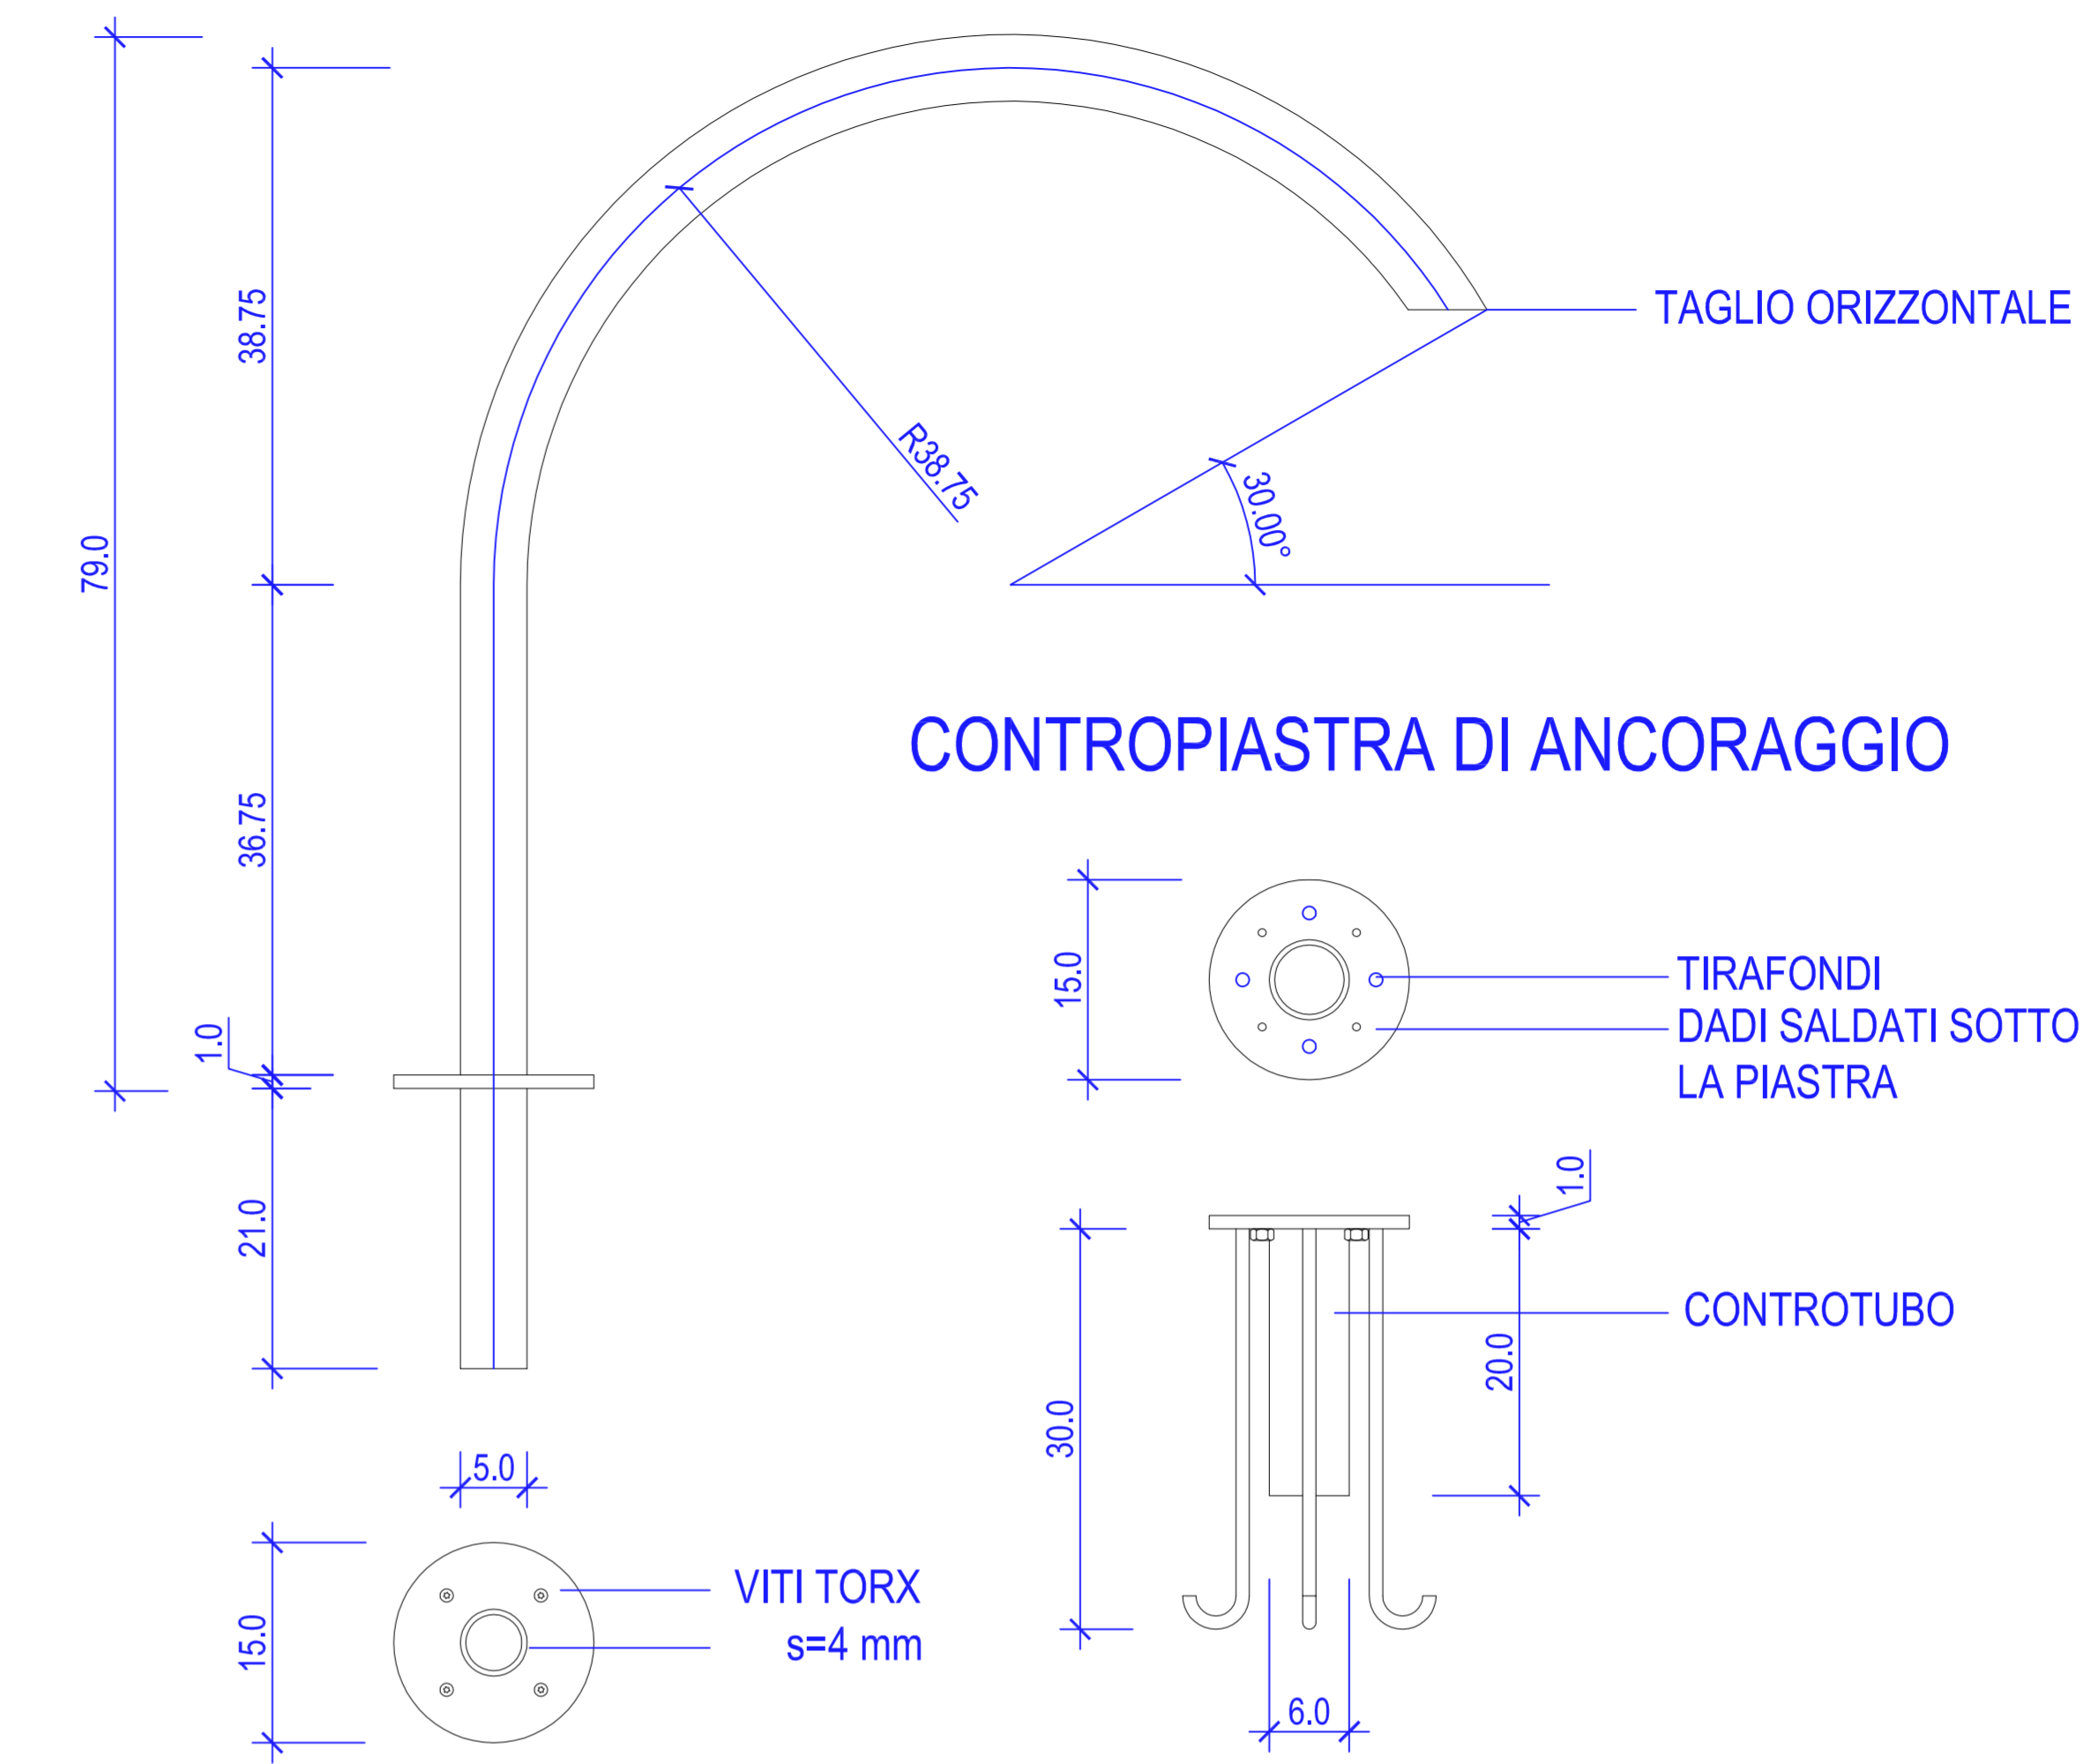 79.0
38.75
36.75
1.0
21.0
R38.75
30.00°
TAGLIO ORIZZONTALE
CONTROPIASTRA DI ANCORAGGIO
15.0
TIRAFONDI
DADI SALDATI SOTTO
LA PIASTRA
1.0
CONTROTUBO
20.0
30.0
6.0
5.0
15.0
VITI TORX
s=4 mm